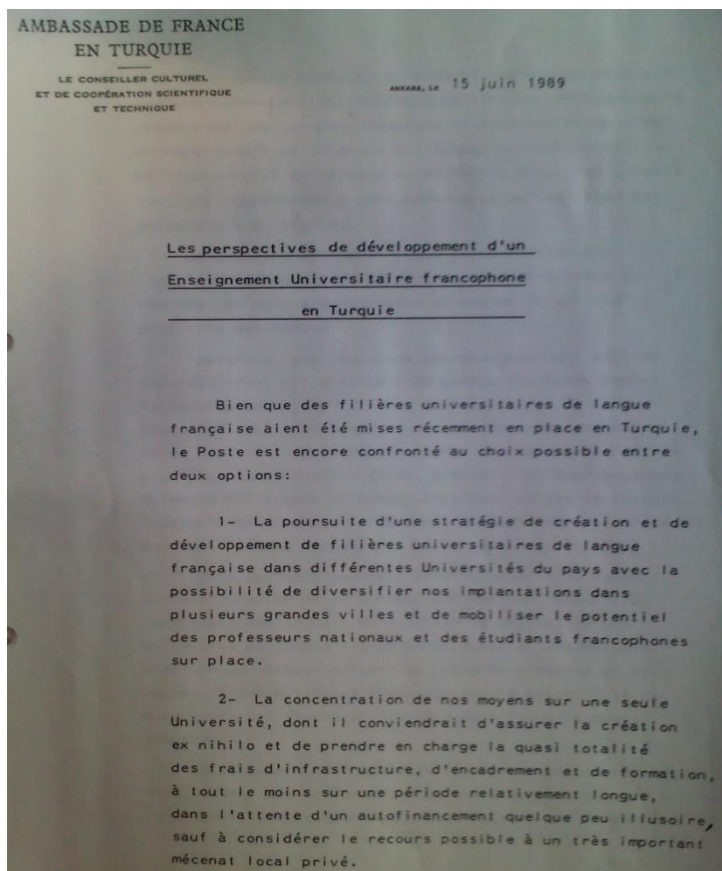 AMBASSADE DE FRANCE
EN TURQUIE
LE CONSEILLER CULTUREL
ET DE COOPÉRATION SCIENTIFIQUE
ET TECHNIQUE
ANKARA, LE 15 juin 1989
Les perspectives de développement d'un
Enseignement Universitaire francophone
en Turquie
Bien que des filières universitaires de langue
française aient été mises récemment en place en Turquie,
le Poste est encore confronté au choix possible entre
deux options:
1- La poursuite d'une stratégie de création et de
développement de filières universitaires de langue
française dans différentes Universités du pays avec la
possibilité de diversifier nos implantations dans
plusieurs grandes villes et de mobiliser le potentiel
des professeurs nationaux et des étudiants francophones
sur place.
2- La concentration de nos moyens sur une seule
Université, dont il conviendrait d'assurer la création
ex nihilo et de prendre en charge la quasi totalité
des frais d'infrastructure, d'encadrement et de formation,
à tout le moins sur une période relativement longue,
dans l'attente d'un autofinancement quelque peu illusoire,
sauf à considérer le recours possible à un très important
mécenat local privé.